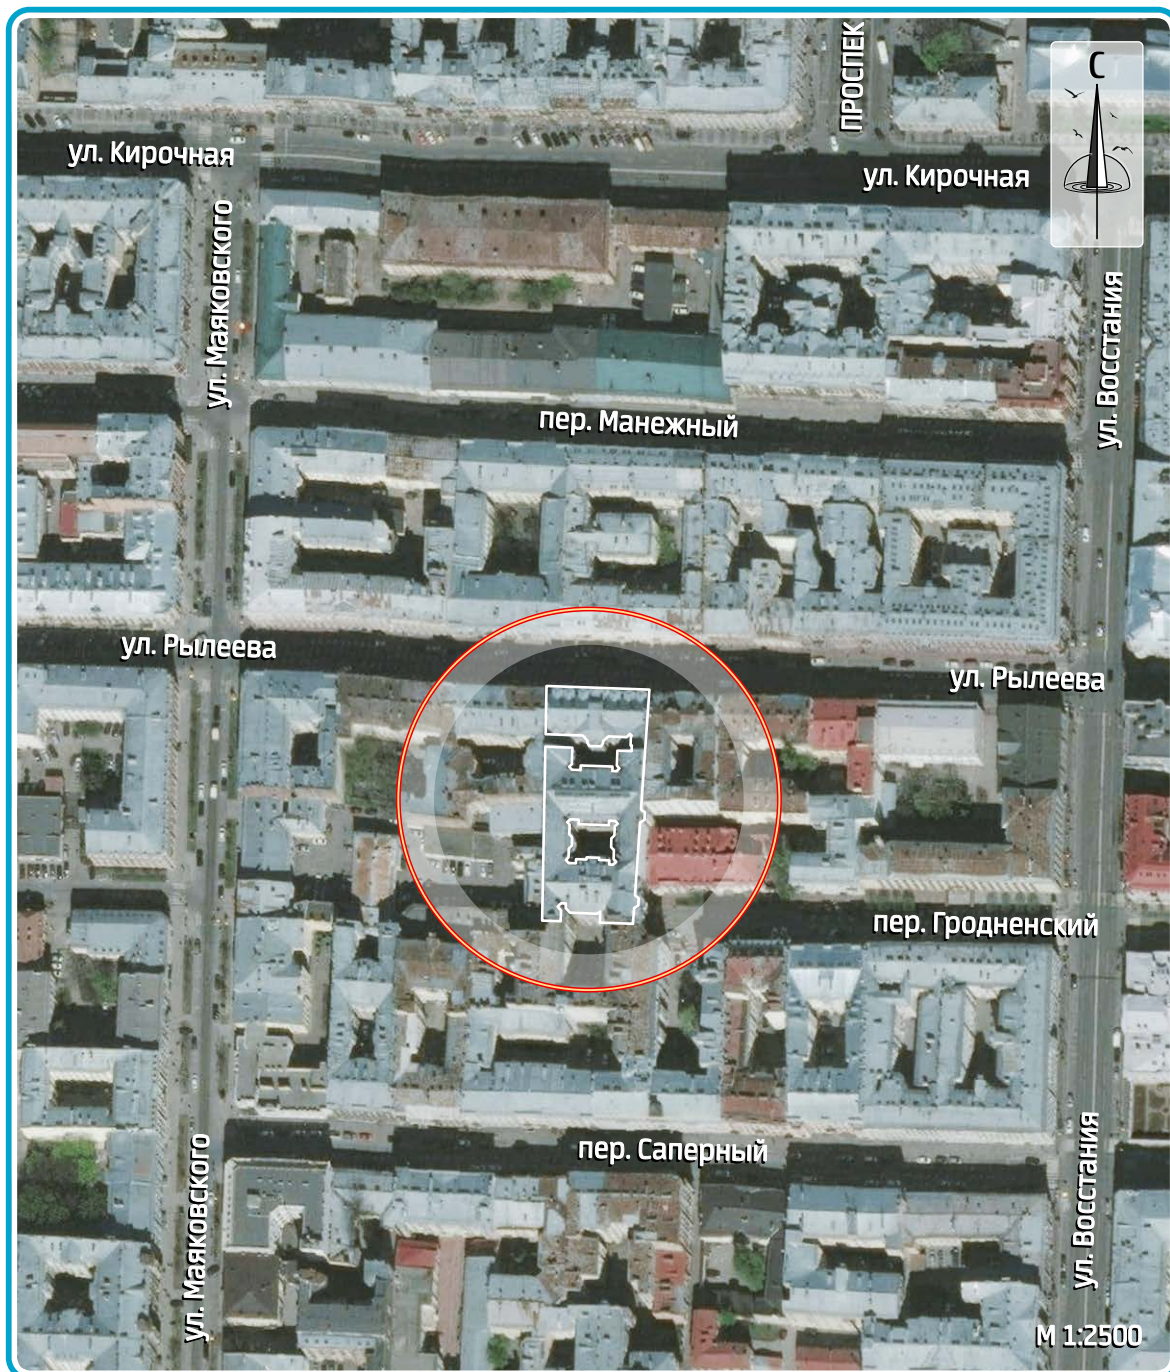 ПРОСПЕК
С
ул. Кирочная
ул. Кирочная
ул. Маяковского
ул. Восстания
пер. Манежный
ул. Рылеева
ул. Рылеева
пер. Гродненский
пер. Саперный
ул. Маяковского
ул. Восстания
М 1:2500